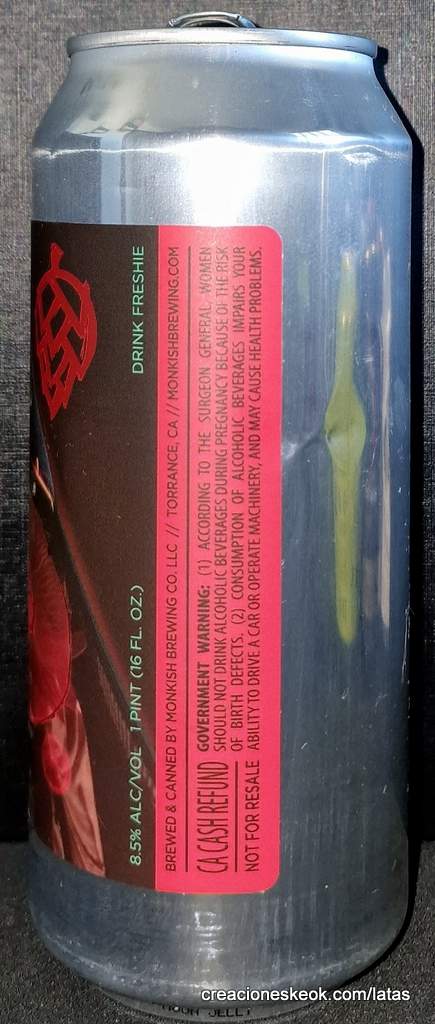 8.5% ALC/VOL 1 PINT (16 FL. OZ.)
DRINK FRESHIE
BREWED & CANNED BY MONKISH BREWING CO. LLC // TORRANCE, CA // MONKISHBREWING.COM
CA CASH REFUND
NOT FOR RESALE
GOVERNMENT WARNING: (1) ACCORDING TO THE SURGEON GENERAL WOMEN
SHOULD NOT DRINK ALCOHOLIC BEVERAGES DURING PREGNANCY BECAUSE OF THE RISK
OF BIRTH DEFECTS. (2) CONSUMPTION OF ALCOHOLIC BEVERAGES IMPAIRS YOUR
ABILITY TO DRIVE A CAR OR OPERATE MACHINERY, AND MAY CAUSE HEALTH PROBLEMS.
JELLY
creacioneskeok.com/latas